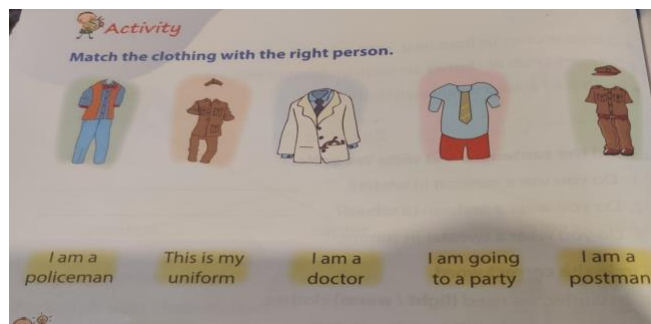 Activity
Match the clothing with the right person.
I am a
policeman
This is my
uniform
I am a
doctor
I am going
to a party
I am a
postman